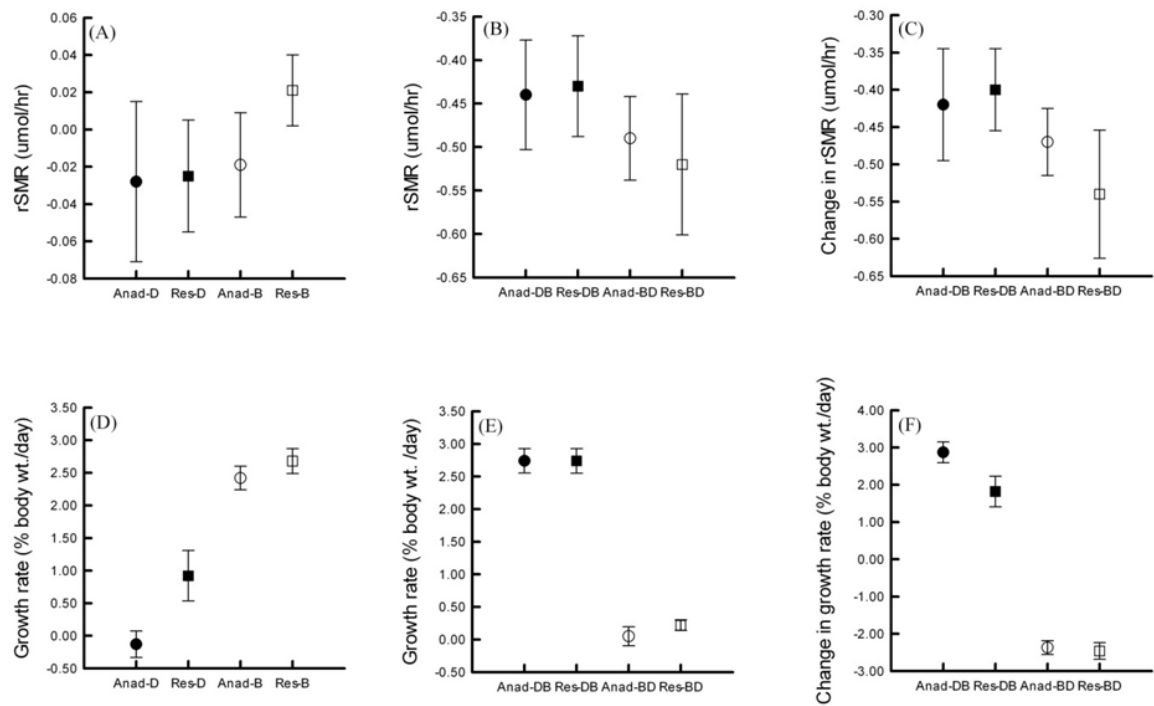 (A)
rSMR (umol/hr)
0.06
0.04
0.02
0.00
-0.02
-0.04
-0.06
-0.08
Anad-D Res-D Anad-B Res-B
(B)
rSMR (umol/hr)
-0.35
-0.40
-0.45
-0.50
-0.55
-0.60
-0.65
Anad-DB Res-DB Anad-BD Res-BD
(C)
Change in rSMR (umol/hr)
-0.30
-0.35
-0.40
-0.45
-0.50
-0.55
-0.60
-0.65
Anad-DB Res-DB Anad-BD Res-BD
(D)
Growth rate (% body wt./day)
3.50
3.00
2.50
2.00
1.50
1.00
0.50
0.00
-0.50
Anad-D Res-D Anad-B Res-B
(E)
Growth rate (% body wt./day)
3.50
3.00
2.50
2.00
1.50
1.00
0.50
0.00
-0.50
Anad-DB Res-DB Anad-BD Res-BD
(F)
Change in growth rate (% body wt./day)
4.00
3.00
2.00
1.00
0.00
-1.00
-2.00
-3.00
Anad-DB Res-DB Anad-BD Res-BD